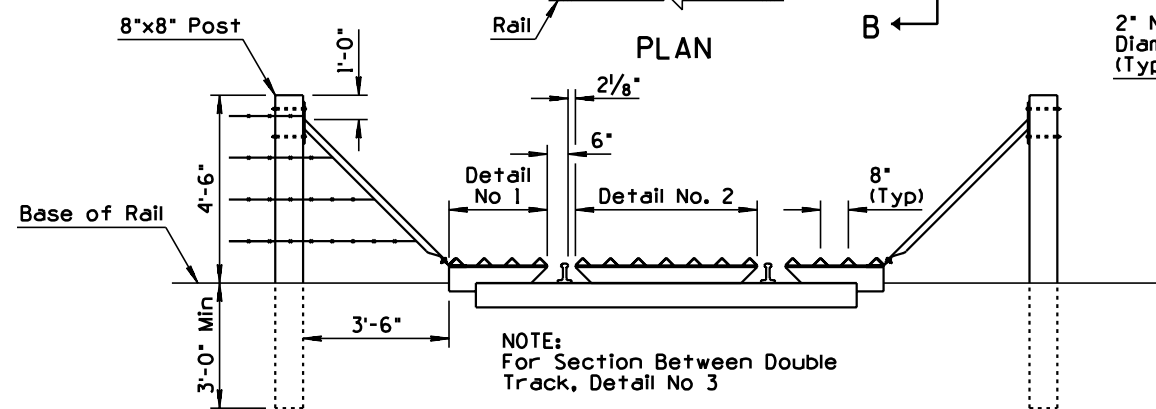 8"x8" Post
Rail
PLAN
B
2" N
Diam
(Typ
1'-0"
2⅛"
6"
Detail
No 1
Detail No. 2
8"
(Typ)
4'-6"
Base of Rail
3'-6"
3'-0" Min
NOTE:
For Section Between Double
Track, Detail No 3